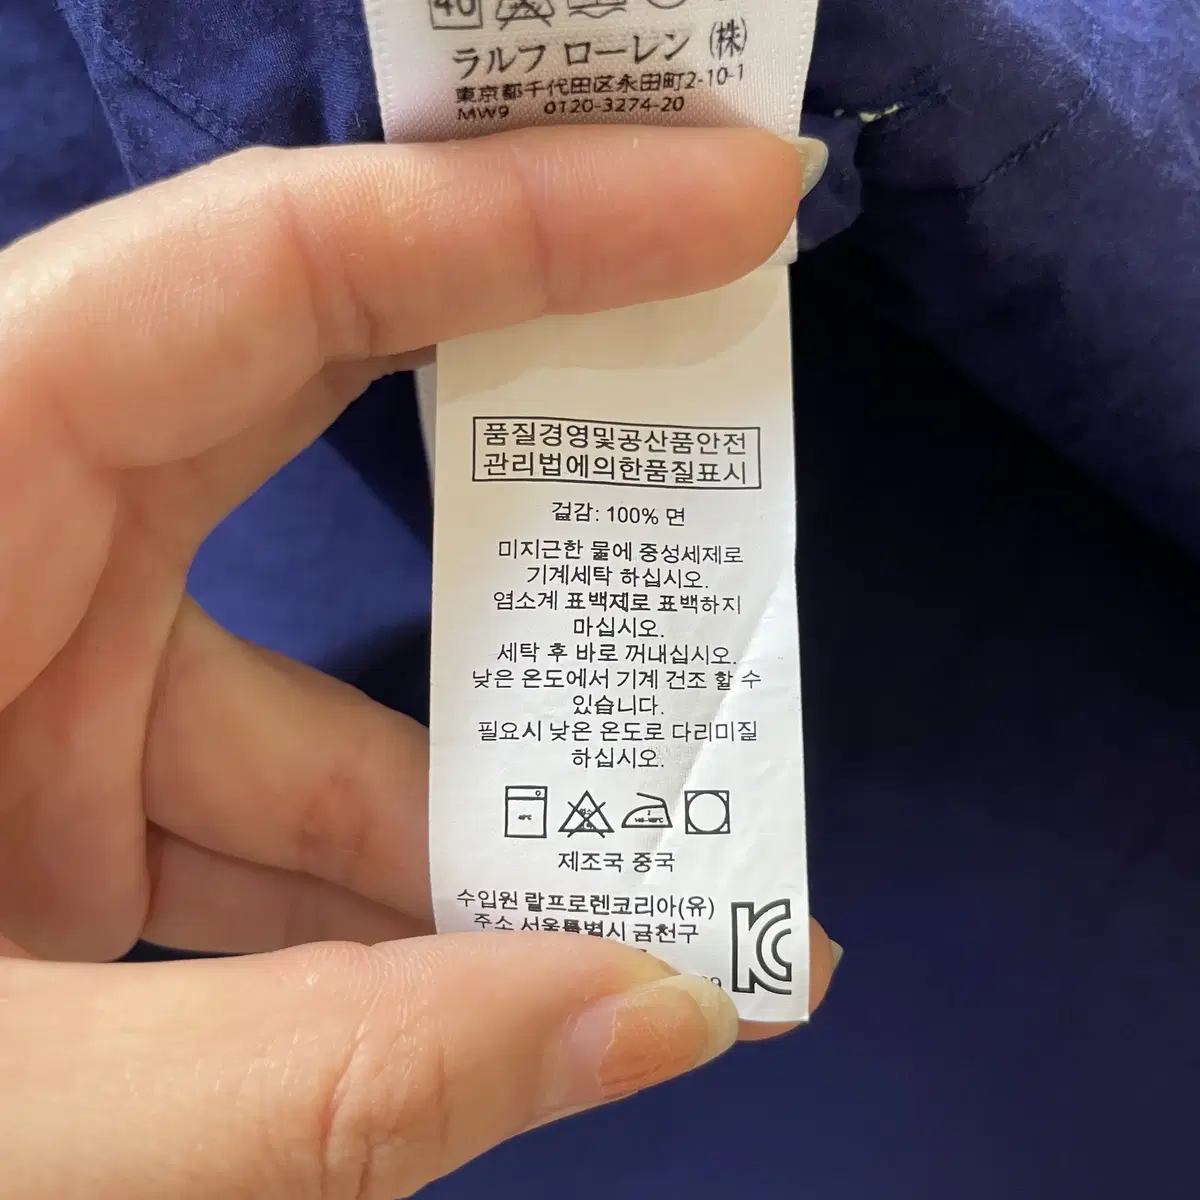 40
ラルフ ローレン (株)
東京都千代田区永田町2-10-1
MW9 0120-3274-20
품질경영및공산품안전
관리법에의한품질표시
겉감: 100% 면
미지근한 물에 중성세제로
기계세탁 하십시오.
염소계 표백제로 표백하지
마십시오.
세탁 후 바로 꺼내십시오.
낮은 온도에서 기계 건조 할 수
있습니다.
필요시 낮은 온도로 다리미질
하십시오.
제조국 중국
수입원 랄프로렌코리아(유)
주소 서울특별시 금천구